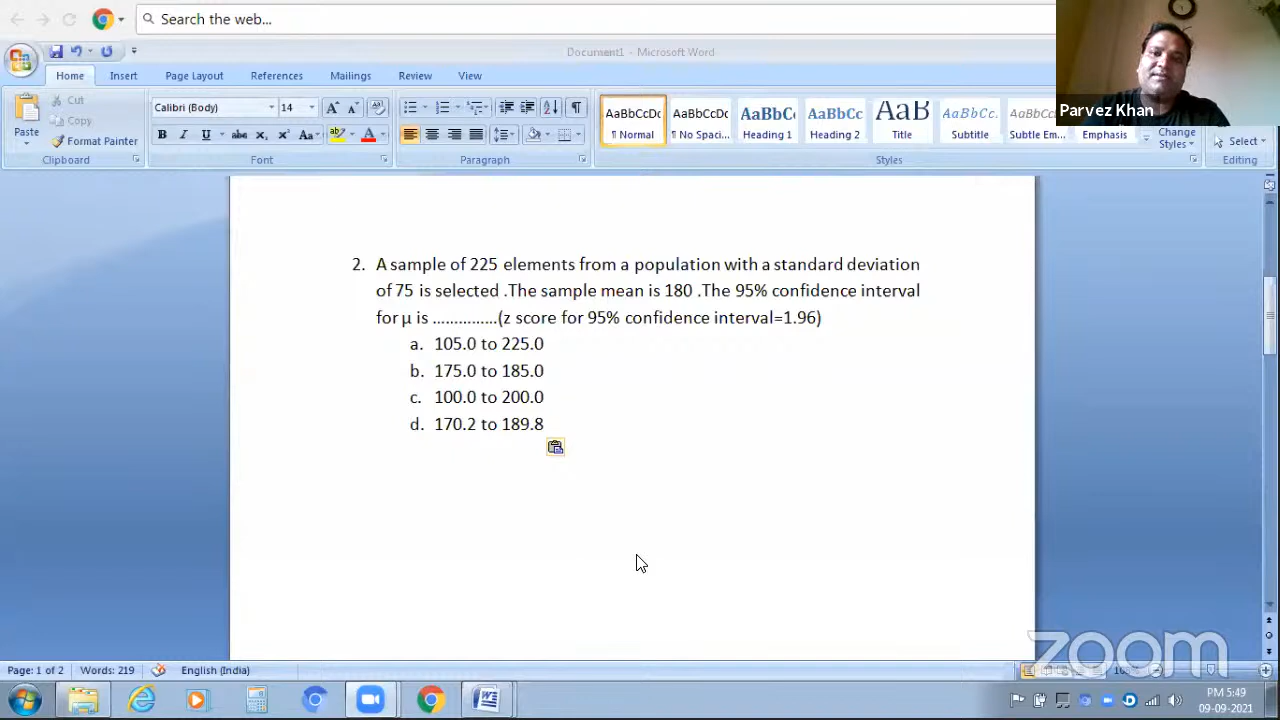 Search the web...
Document1 - Microsoft Word
Parvez Khan
Home Insert Page Layout References Mailings Review View
Paste
Cut
Copy
Format Painter
Clipboard
Calibri (Body) 14
Font
Paragraph
AaBbCcDc AaBbCcDc AaBbC AaBbCc AaB AaBbCc. AaBbCcDc
¶ Normal ¶ No Spaci... Heading 1 Heading 2 Title Subtitle Subtle Em... Emphasis
Change Styles
Styles
Select
Editing
2. A sample of 225 elements from a population with a standard deviation
of 75 is selected .The sample mean is 180 .The 95% confidence interval
for µ is ...............(z score for 95% confidence interval=1.96)
a. 105.0 to 225.0
b. 175.0 to 185.0
c. 100.0 to 200.0
d. 170.2 to 189.8
zoom
Page: 1 of 2 Words: 219 English (India)
PM 5:49
09-09-2021